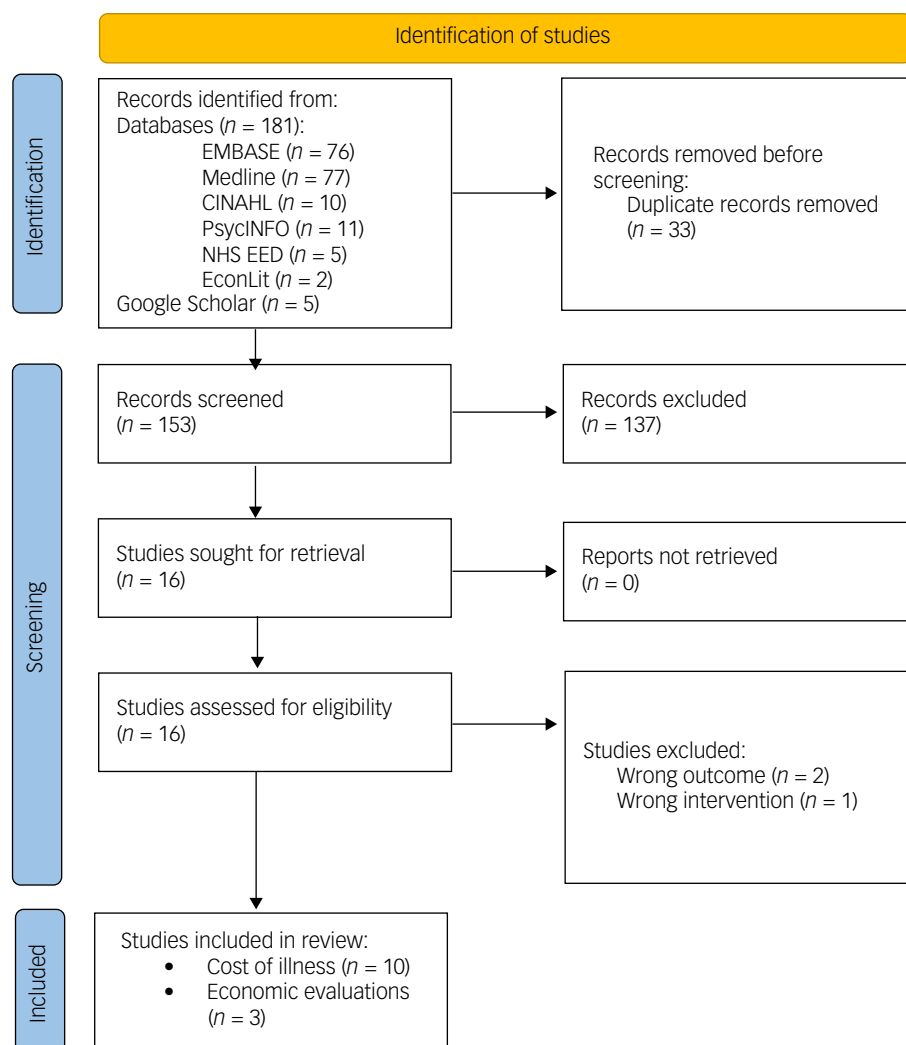 Identification of studies
Identification
Records identified from:
Databases (n = 181):
EMBASE (n = 76)
Medline (n = 77)
CINAHL (n = 10)
PsycINFO (n = 11)
NHS EED (n = 5)
EconLit (n = 2)
Google Scholar (n = 5)
Records removed before
screening:
Duplicate records removed
(n = 33)
Screening
Records screened
(n = 153)
Records excluded
(n = 137)
Studies sought for retrieval
(n = 16)
Reports not retrieved
(n = 0)
Studies assessed for eligibility
(n = 16)
Studies excluded:
Wrong outcome (n = 2)
Wrong intervention (n = 1)
Included
Studies included in review:
• Cost of illness (n = 10)
• Economic evaluations
(n = 3)